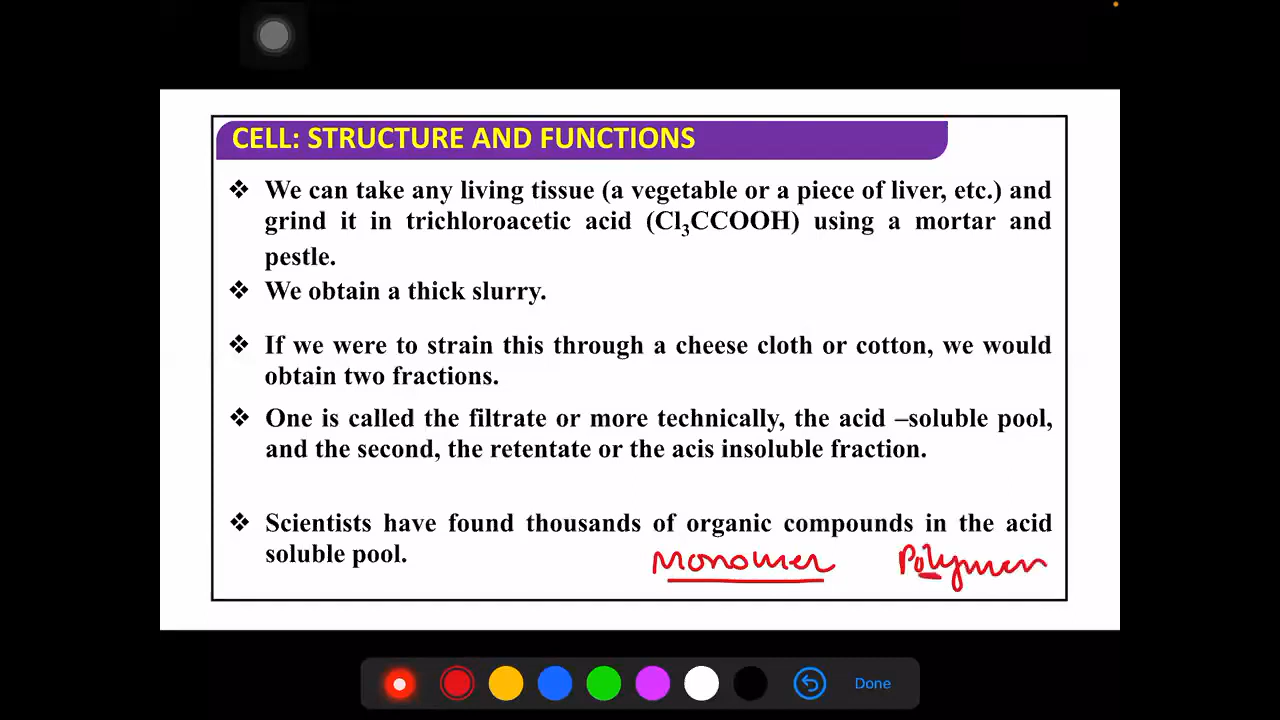 CELL: STRUCTURE AND FUNCTIONS
❖ We can take any living tissue (a vegetable or a piece of liver, etc.) and
grind it in trichloroacetic acid (Cl₃CCOOH) using a mortar and
pestle.
❖ We obtain a thick slurry.
❖ If we were to strain this through a cheese cloth or cotton, we would
obtain two fractions.
❖ One is called the filtrate or more technically, the acid –soluble pool,
and the second, the retentate or the acis insoluble fraction.
❖ Scientists have found thousands of organic compounds in the acid
soluble pool.
Monomer Polymer
Done